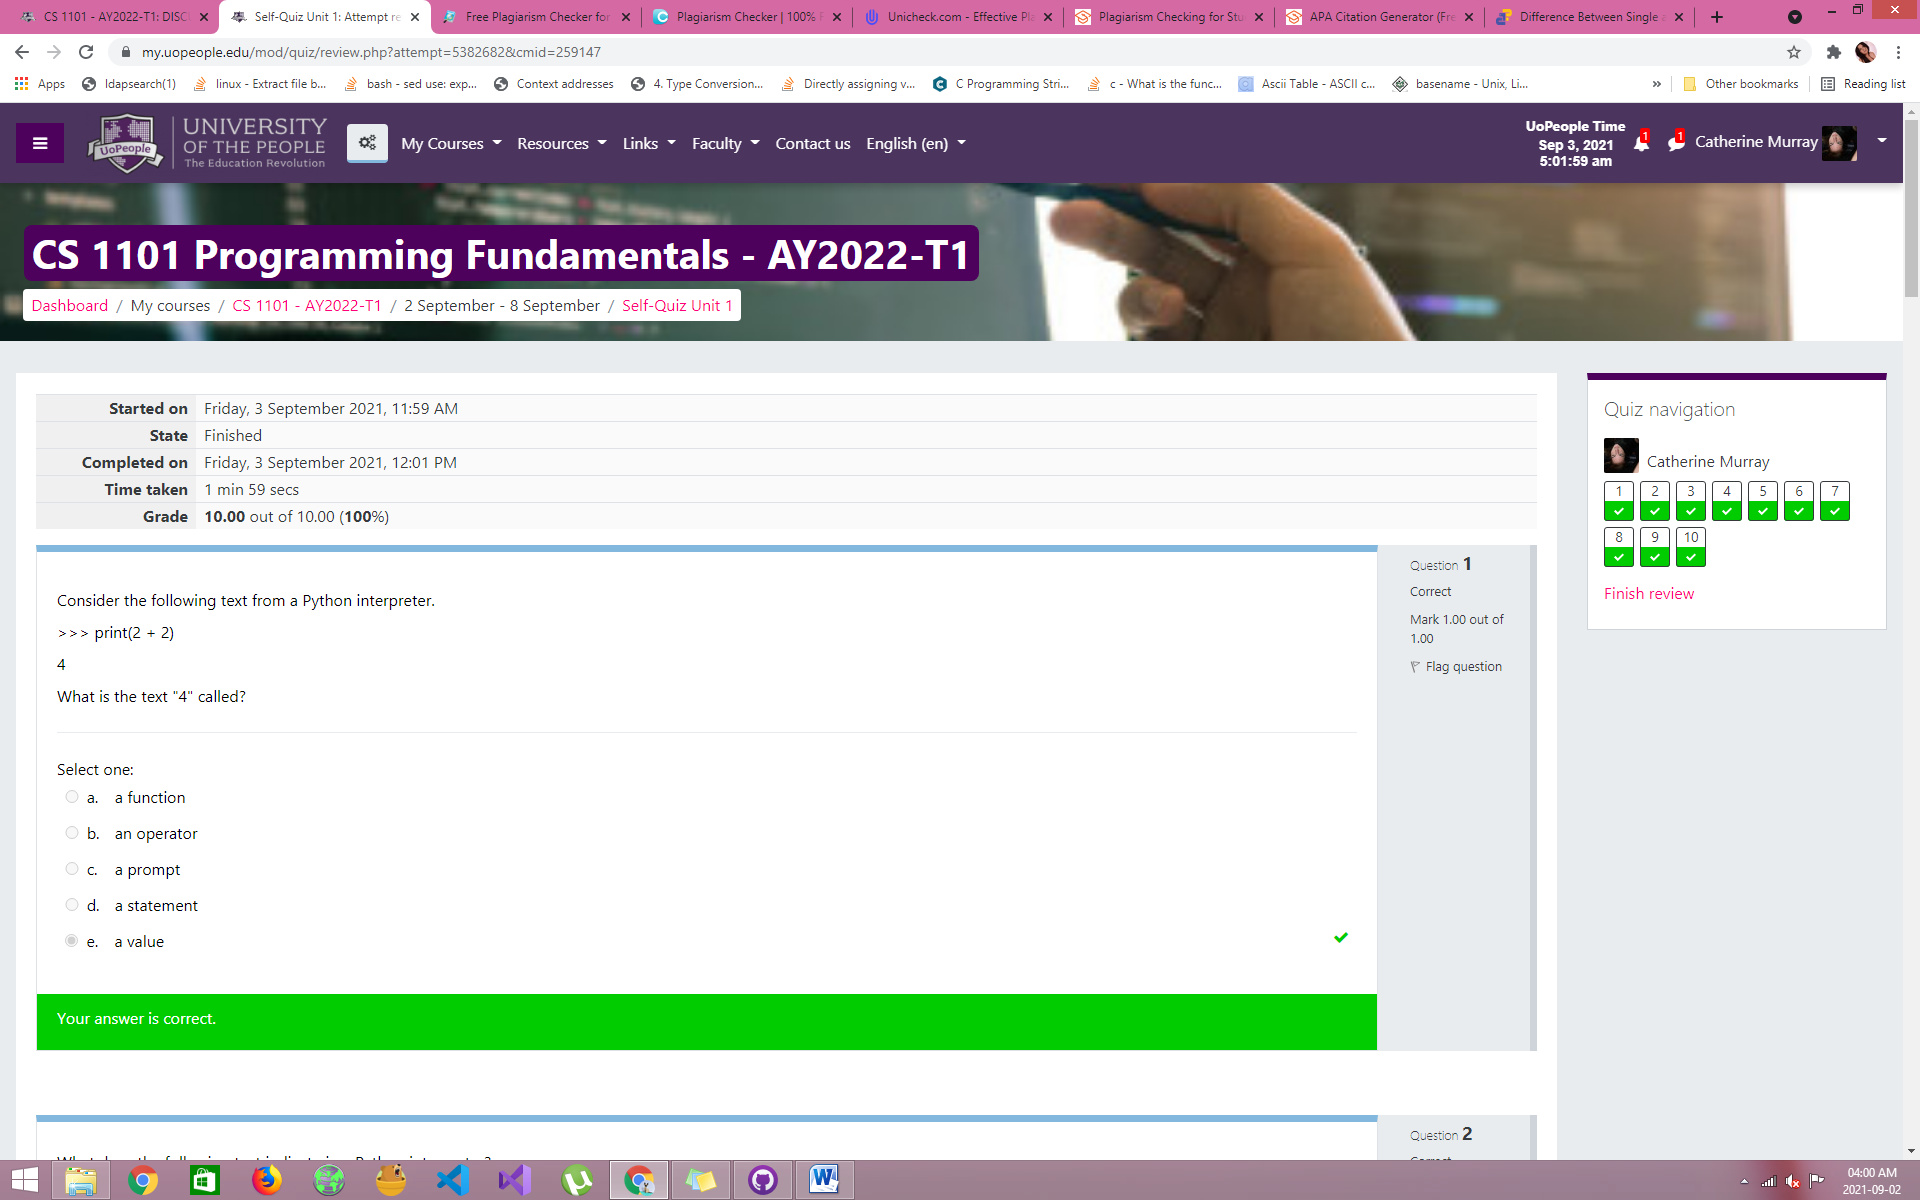 CS 1101 - AY2022-T1: DISC
Self-Quiz Unit 1: Attempt re
Free Plagiarism Checker for
Plagiarism Checker | 100% F
Unicheck.com - Effective Pla
Plagiarism Checking for Stu
APA Citation Generator (Fre
Difference Between Single a
my.uopeople.edu/mod/quiz/review.php?attempt=5382682&cmid=259147
Apps
ldapsearch(1)
linux - Extract file b...
bash - sed use: exp...
Context addresses
4. Type Conversion...
Directly assigning v...
C Programming Stri...
c - What is the func...
Ascii Table - ASCII c...
basename - Unix, Li...
»
Other bookmarks
Reading list
UoPeople
UNIVERSITY
OF THE PEOPLE
The Education Revolution
My Courses
Resources
Links
Faculty
Contact us
English (en)
UoPeople Time
Sep 3, 2021
5:01:59 am
1
1
Catherine Murray
CS 1101 Programming Fundamentals - AY2022-T1
Dashboard / My courses / CS 1101 - AY2022-T1 / 2 September - 8 September / Self-Quiz Unit 1
Started on Friday, 3 September 2021, 11:59 AM
State Finished
Completed on Friday, 3 September 2021, 12:01 PM
Time taken 1 min 59 secs
Grade 10.00 out of 10.00 (100%)
Consider the following text from a Python interpreter.
>>> print(2 + 2)
4
What is the text "4" called?
Select one:
a. a function
b. an operator
c. a prompt
d. a statement
e. a value
Your answer is correct.
Question 1
Correct
Mark 1.00 out of
1.00
Flag question
Question 2
Quiz navigation
Catherine Murray
1 2 3 4 5 6 7
8 9 10
Finish review
04:00 AM
2021-09-02